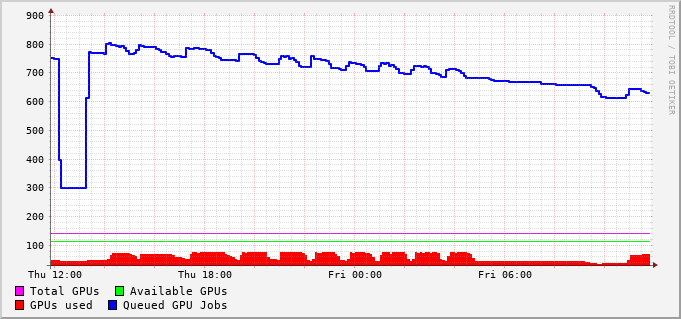 900
800
700
600
500
400
300
200
100
Thu 12:00 Thu 18:00 Fri 00:00 Fri 06:00
Total GPUs Available GPUs
GPUs used Queued GPU Jobs
RRDTOOL / TOBI OETIKER